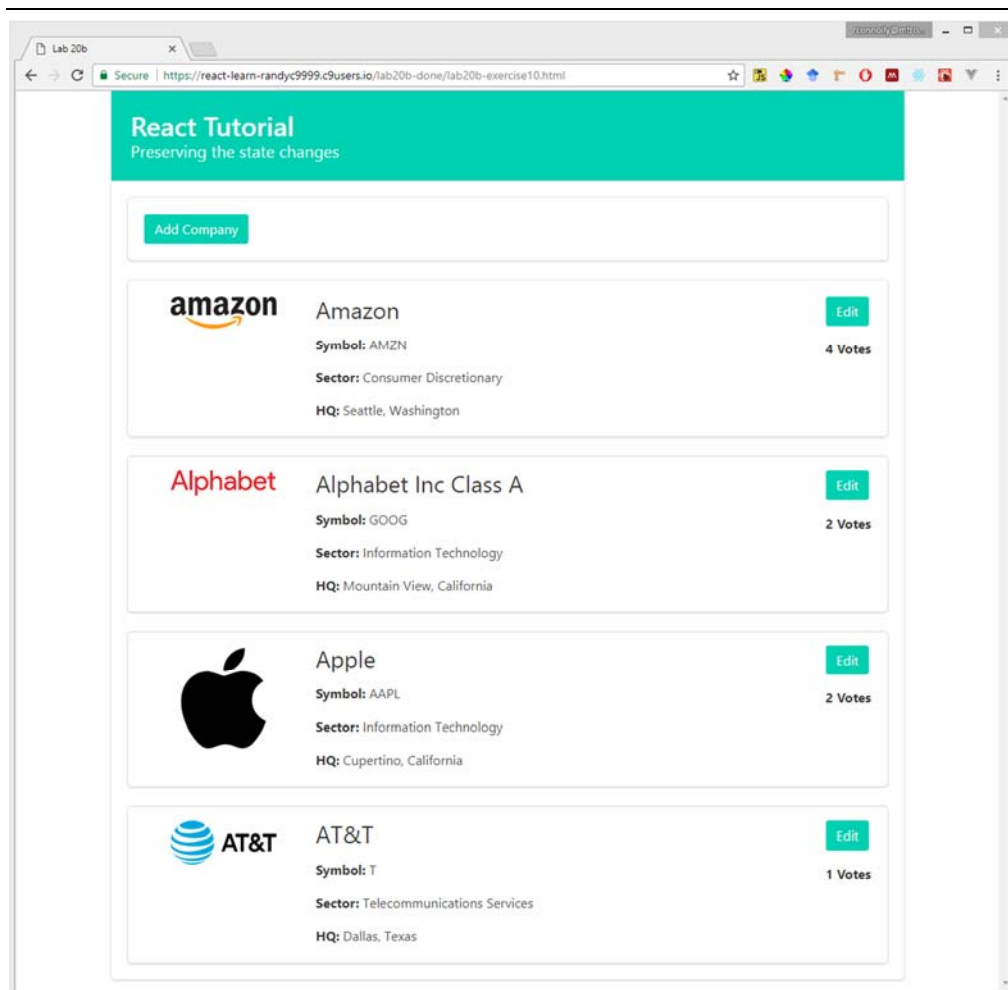 Lab 20b
Secure | https://react-learn-randyc9999.c9users.io/lab20b-done/lab20b-exercise10.html
React Tutorial
Preserving the state changes
Add Company
amazon
Amazon
Edit
Symbol: AMZN
4 Votes
Sector: Consumer Discretionary
HQ: Seattle, Washington
Alphabet
Alphabet Inc Class A
Edit
Symbol: GOOG
2 Votes
Sector: Information Technology
HQ: Mountain View, California
Apple
Edit
Symbol: AAPL
2 Votes
Sector: Information Technology
HQ: Cupertino, California
AT&T
AT&T
Edit
Symbol: T
1 Votes
Sector: Telecommunications Services
HQ: Dallas, Texas